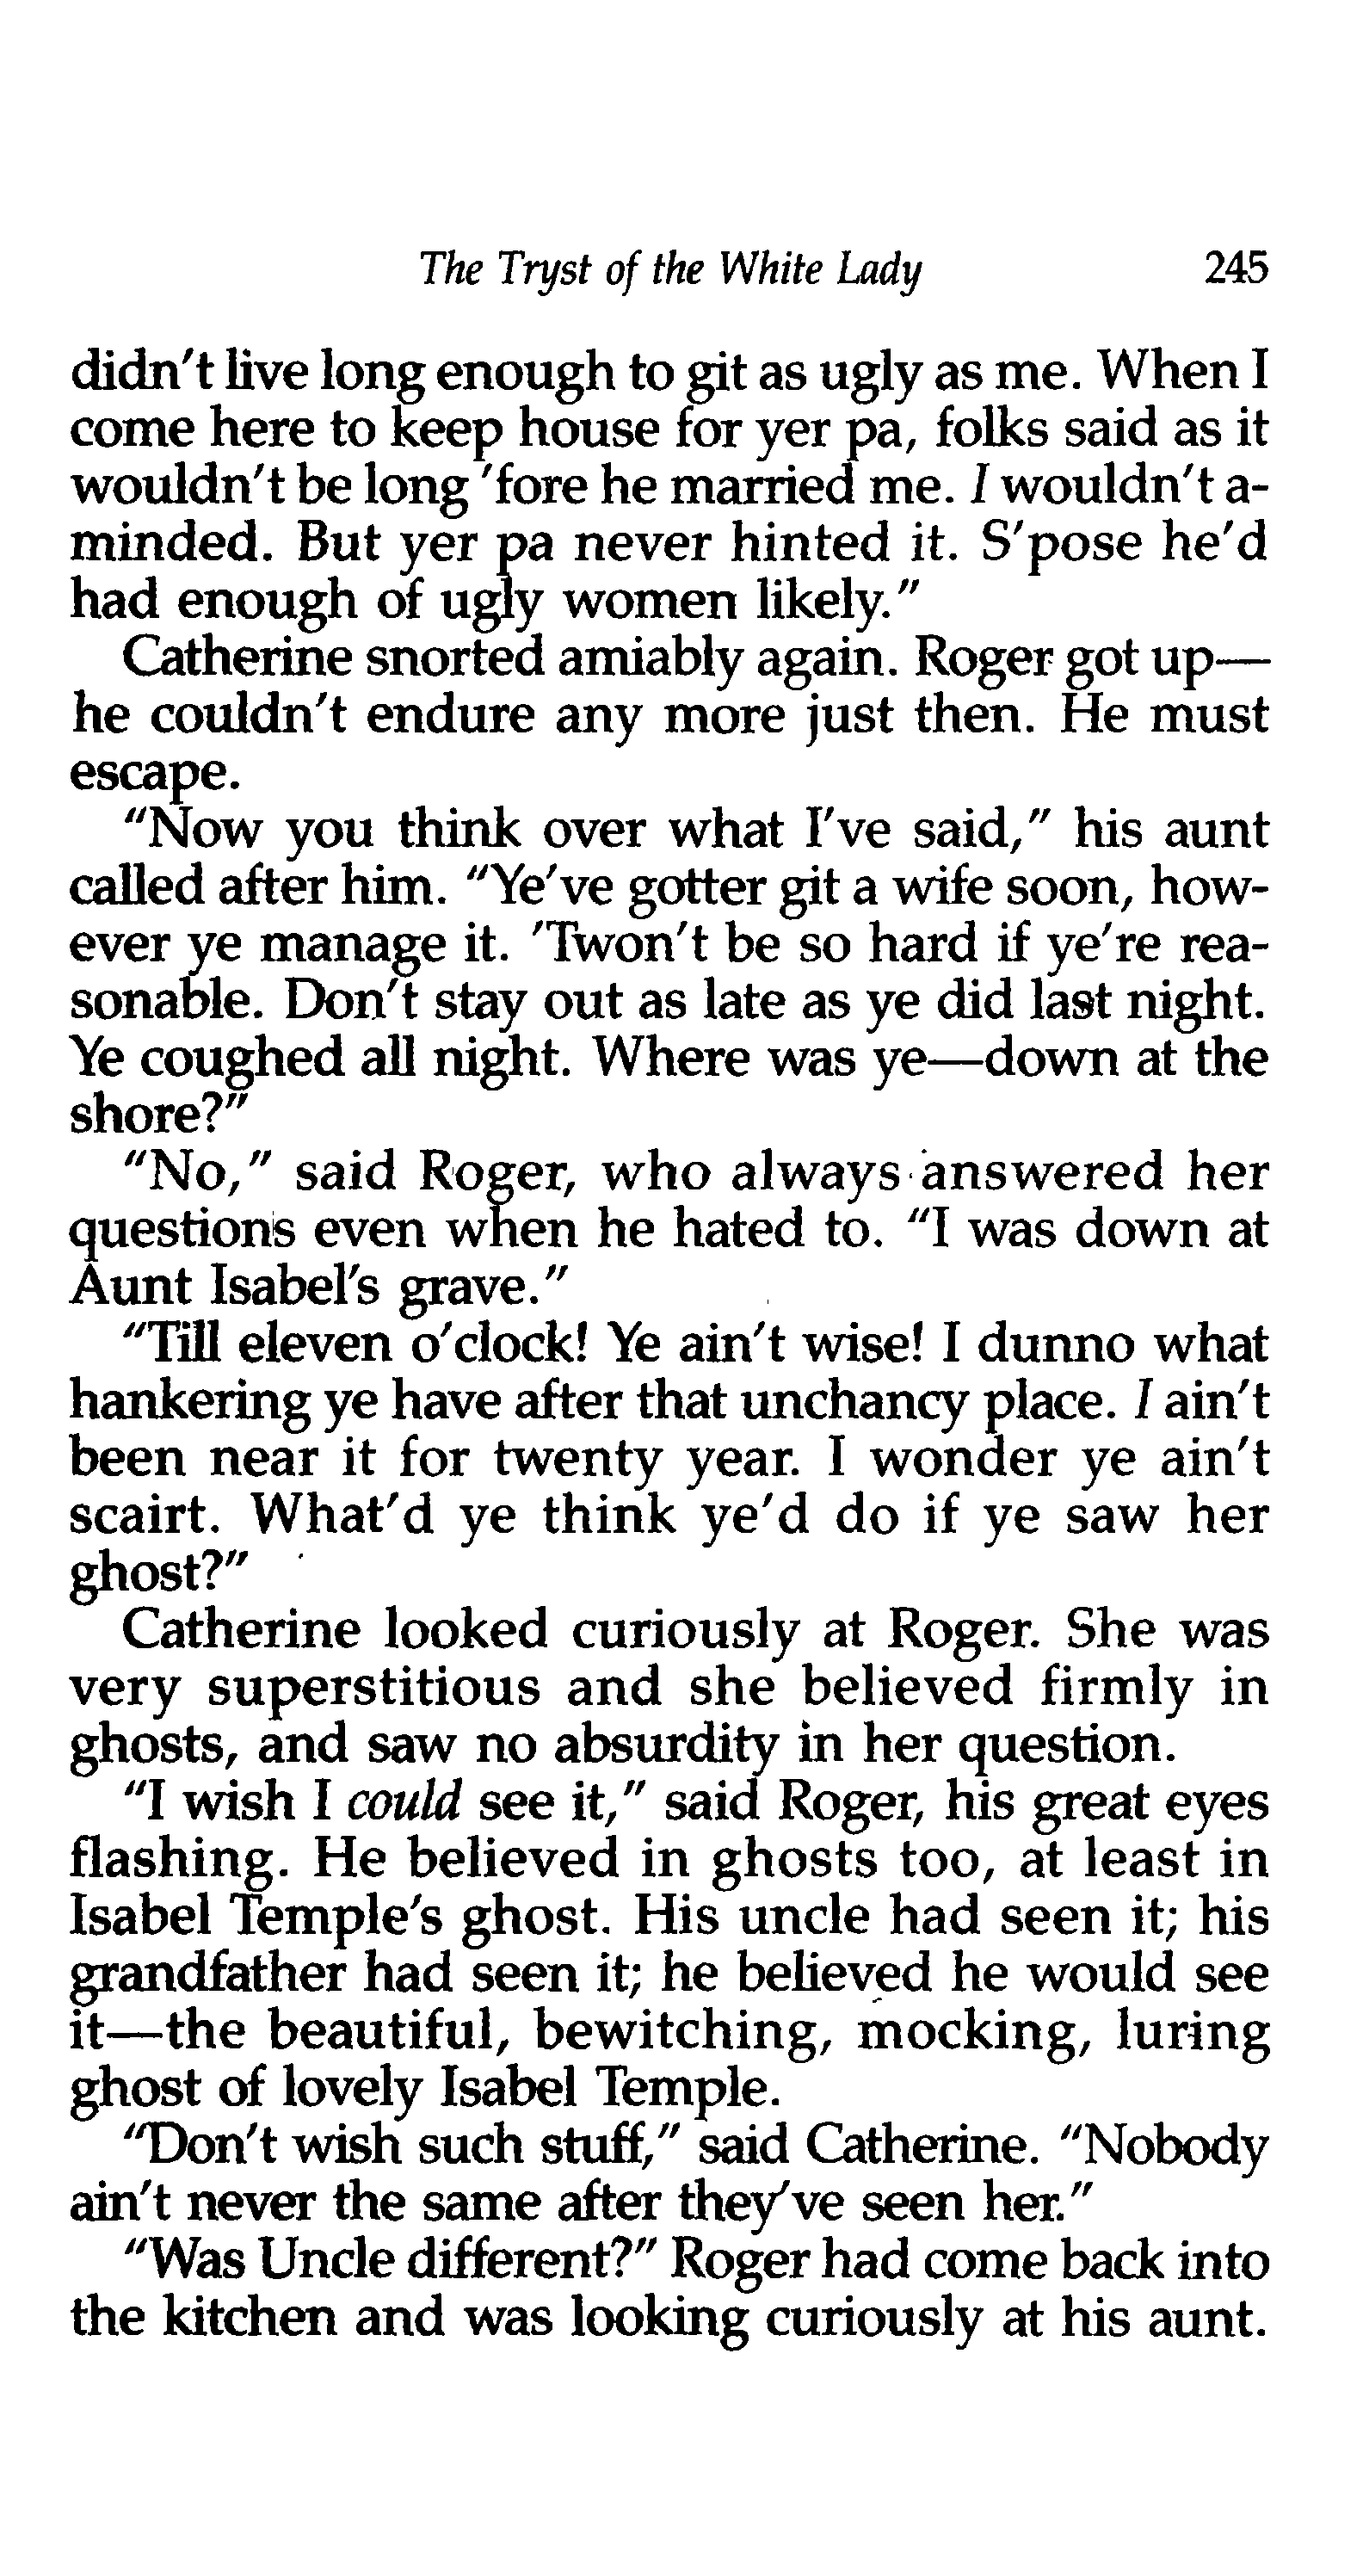 The Tryst of the White Lady 245
didn't live long enough to git as ugly as me. When I
come here to keep house for yer pa, folks said as it
wouldn't be long 'fore he married me. I wouldn't a-
minded. But yer pa never hinted it. S'pose he'd
had enough of ugly women likely."
Catherine snorted amiably again. Roger got up—
he couldn't endure any more just then. He must
escape.
"Now you think over what I've said," his aunt
called after him. "Ye've gotter git a wife soon, how-
ever ye manage it. 'Twon't be so hard if ye're rea-
sonable. Don't stay out as late as ye did last night.
Ye coughed all night. Where was ye—down at the
shore?"
"No," said Roger, who always answered her
questions even when he hated to. "I was down at
Aunt Isabel's grave."
"Till eleven o'clock! Ye ain't wise! I dunno what
hankering ye have after that unchancy place. I ain't
been near it for twenty year. I wonder ye ain't
scairt. What'd ye think ye'd do if ye saw her
ghost?"
Catherine looked curiously at Roger. She was
very superstitious and she believed firmly in
ghosts, and saw no absurdity in her question.
"I wish I could see it," said Roger, his great eyes
flashing. He believed in ghosts too, at least in
Isabel Temple's ghost. His uncle had seen it; his
grandfather had seen it; he believed he would see
it—the beautiful, bewitching, mocking, luring
ghost of lovely Isabel Temple.
"Don't wish such stuff," said Catherine. "Nobody
ain't never the same after they've seen her."
"Was Uncle different?" Roger had come back into
the kitchen and was looking curiously at his aunt.